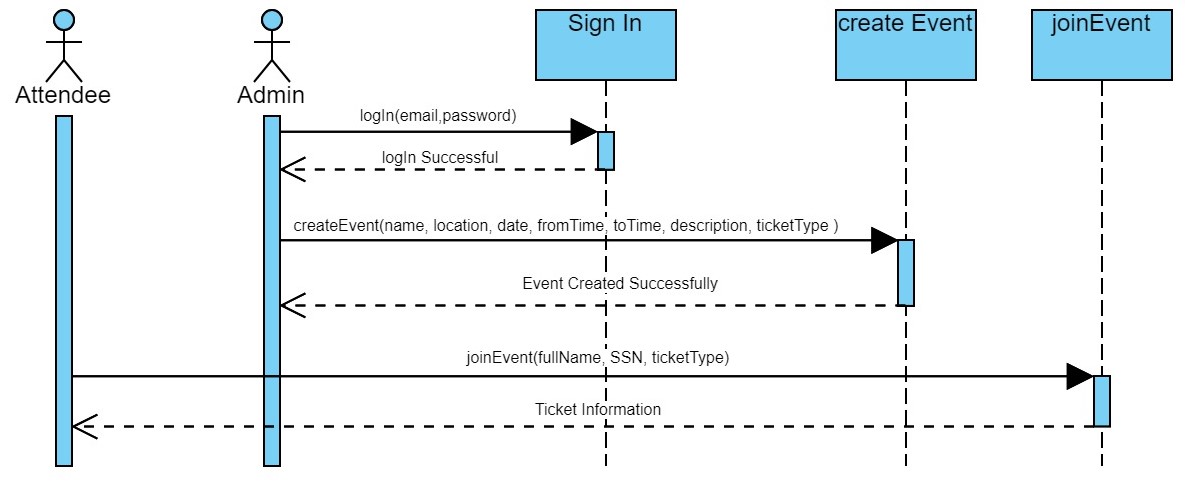 Sign In
create Event
joinEvent
Attendee
Admin
logIn(email,password)
logIn Successful
createEvent(name, location, date, fromTime, toTime, description, ticketType )
Event Created Successfully
joinEvent(fullName, SSN, ticketType)
Ticket Information